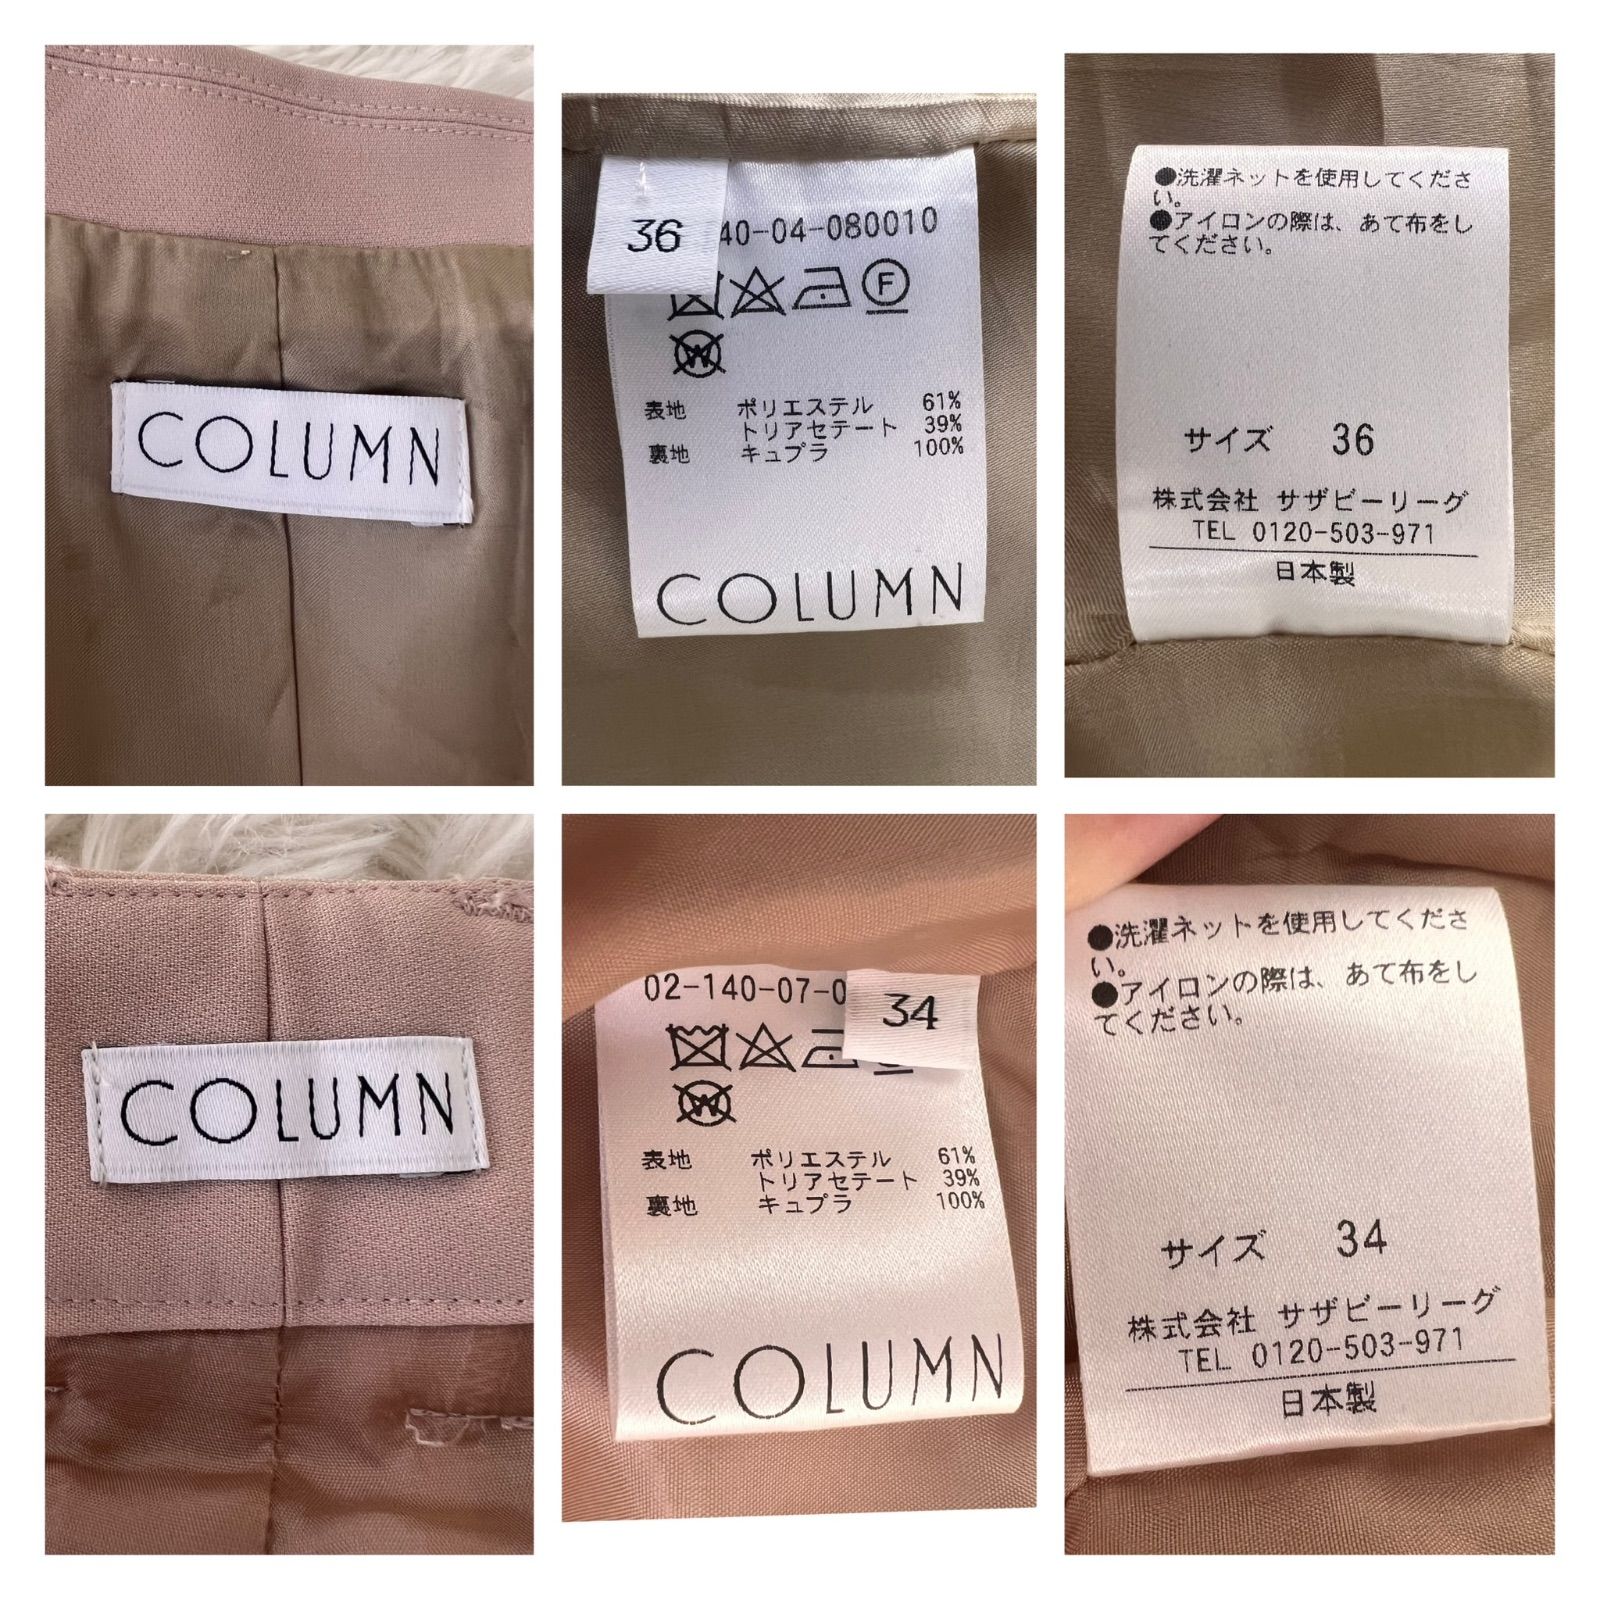 COLUMN
36
40-04-080010
F
W
表地 ポリエステル 61%
トリアセテート 39%
裏地 キュプラ 100%
COLUMN
●洗濯ネットを使用してくださ
い。
●アイロンの際は、あて布をし
てください。
サイズ 36
株式会社 サザビーリーグ
TEL 0120-503-971
日本製
COLUMN
02-140-07-0
34
W
表地 ポリエステル 61%
トリアセテート 39%
裏地 キュプラ 100%
COLUMN
●洗濯ネットを使用してくださ
い。
●アイロンの際は、あて布をし
てください。
サイズ 34
株式会社 サザビーリーグ
TEL 0120-503-971
日本製